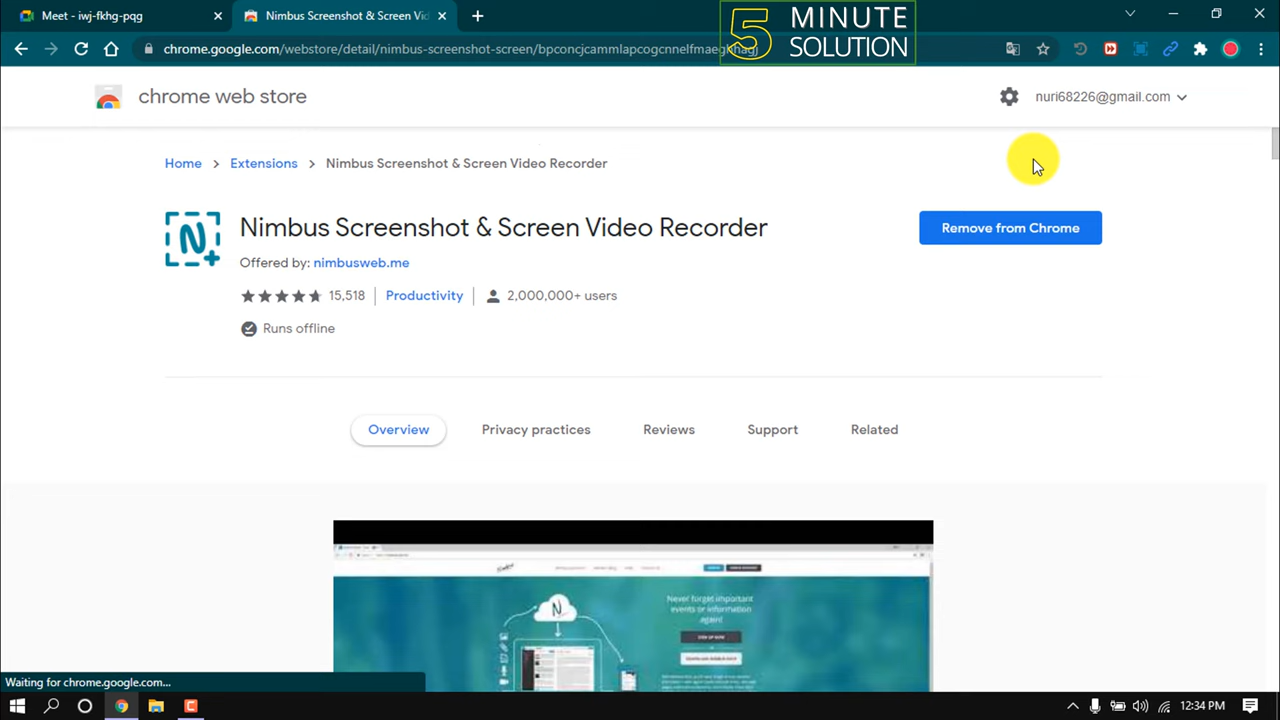 Meet - iwj-fkhg-pqg
Nimbus Screenshot & Screen Vid
5 MINUTE
SOLUTION
chrome.google.com/webstore/detail/nimbus-screenshot-screen/bpconcjcammlapcogcnnelfmaeghhagj
chrome web store
nuri68226@gmail.com
Home > Extensions > Nimbus Screenshot & Screen Video Recorder
Nimbus Screenshot & Screen Video Recorder
Remove from Chrome
Offered by: nimbusweb.me
15,518 | Productivity | 2,000,000+ users
Runs offline
Overview
Privacy practices
Reviews
Support
Related
Never forget important
events or information
again!
SIGN UP NOW
Waiting for chrome.google.com...
12:34 PM